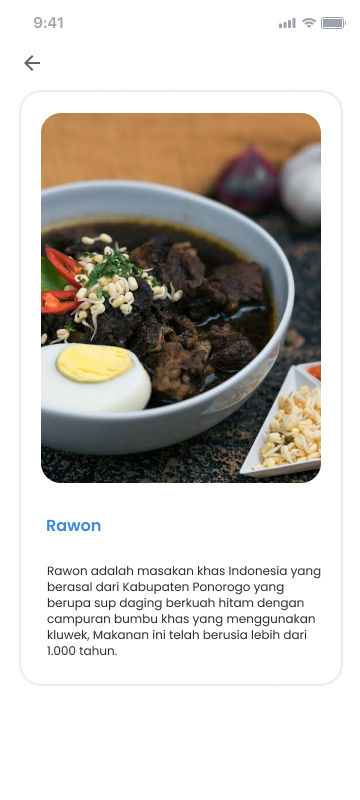 9:41
Rawon
Rawon adalah masakan khas Indonesia yang
berasal dari Kabupaten Ponorogo yang
berupa sup daging berkuah hitam dengan
campuran bumbu khas yang menggunakan
kluwek, Makanan ini telah berusia lebih dari
1.000 tahun.